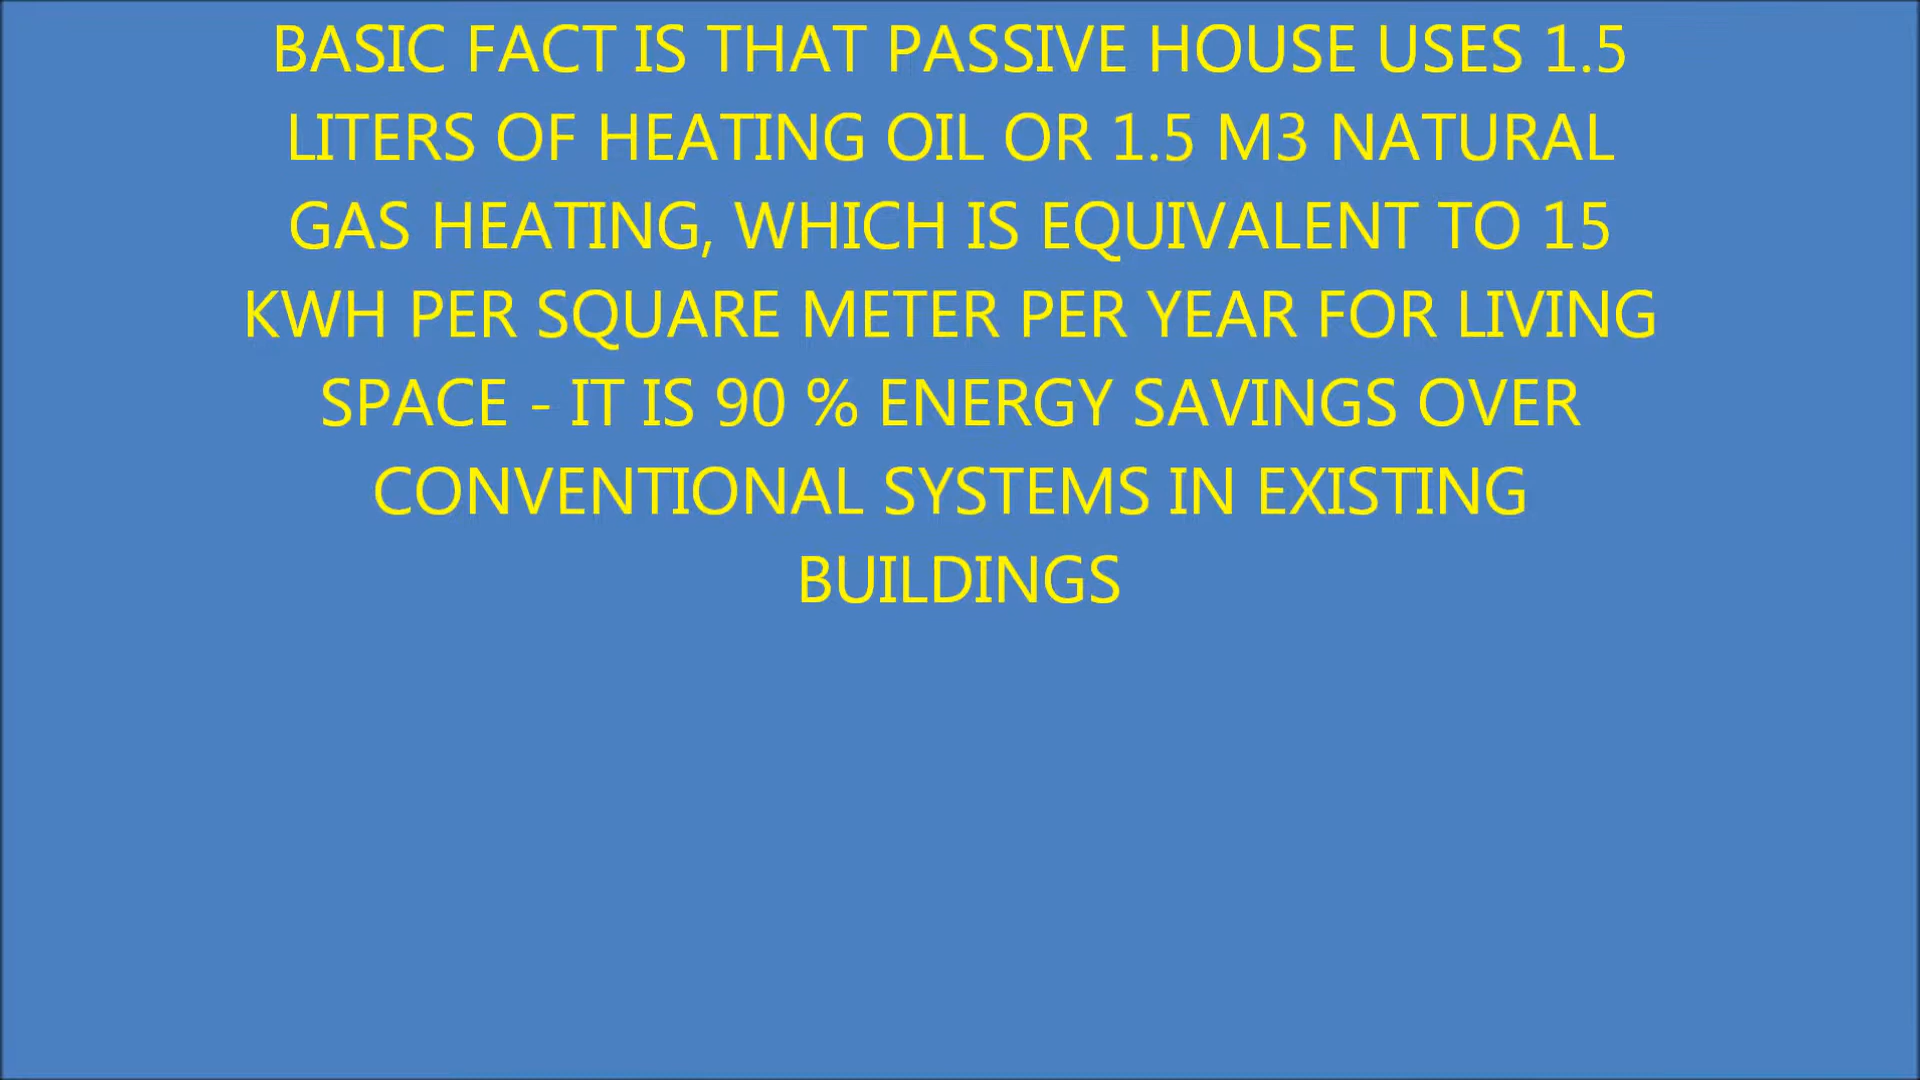 BASIC FACT IS THAT PASSIVE HOUSE USES 1.5
LITERS OF HEATING OIL OR 1.5 M3 NATURAL
GAS HEATING, WHICH IS EQUIVALENT TO 15
KWH PER SQUARE METER PER YEAR FOR LIVING
SPACE - IT IS 90 % ENERGY SAVINGS OVER
CONVENTIONAL SYSTEMS IN EXISTING
BUILDINGS